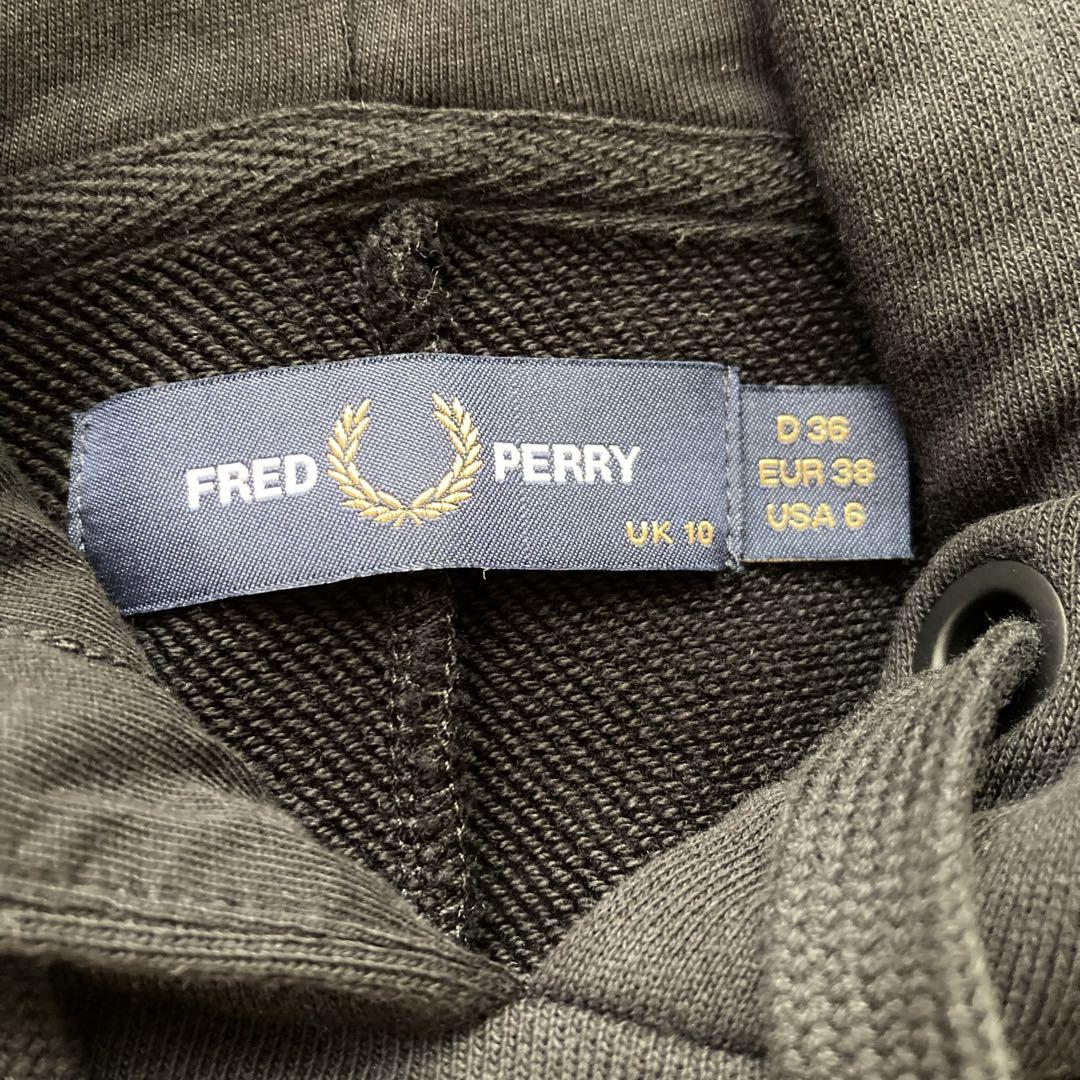 FRED PERRY
UK 10
D 36
EUR 38
USA 6